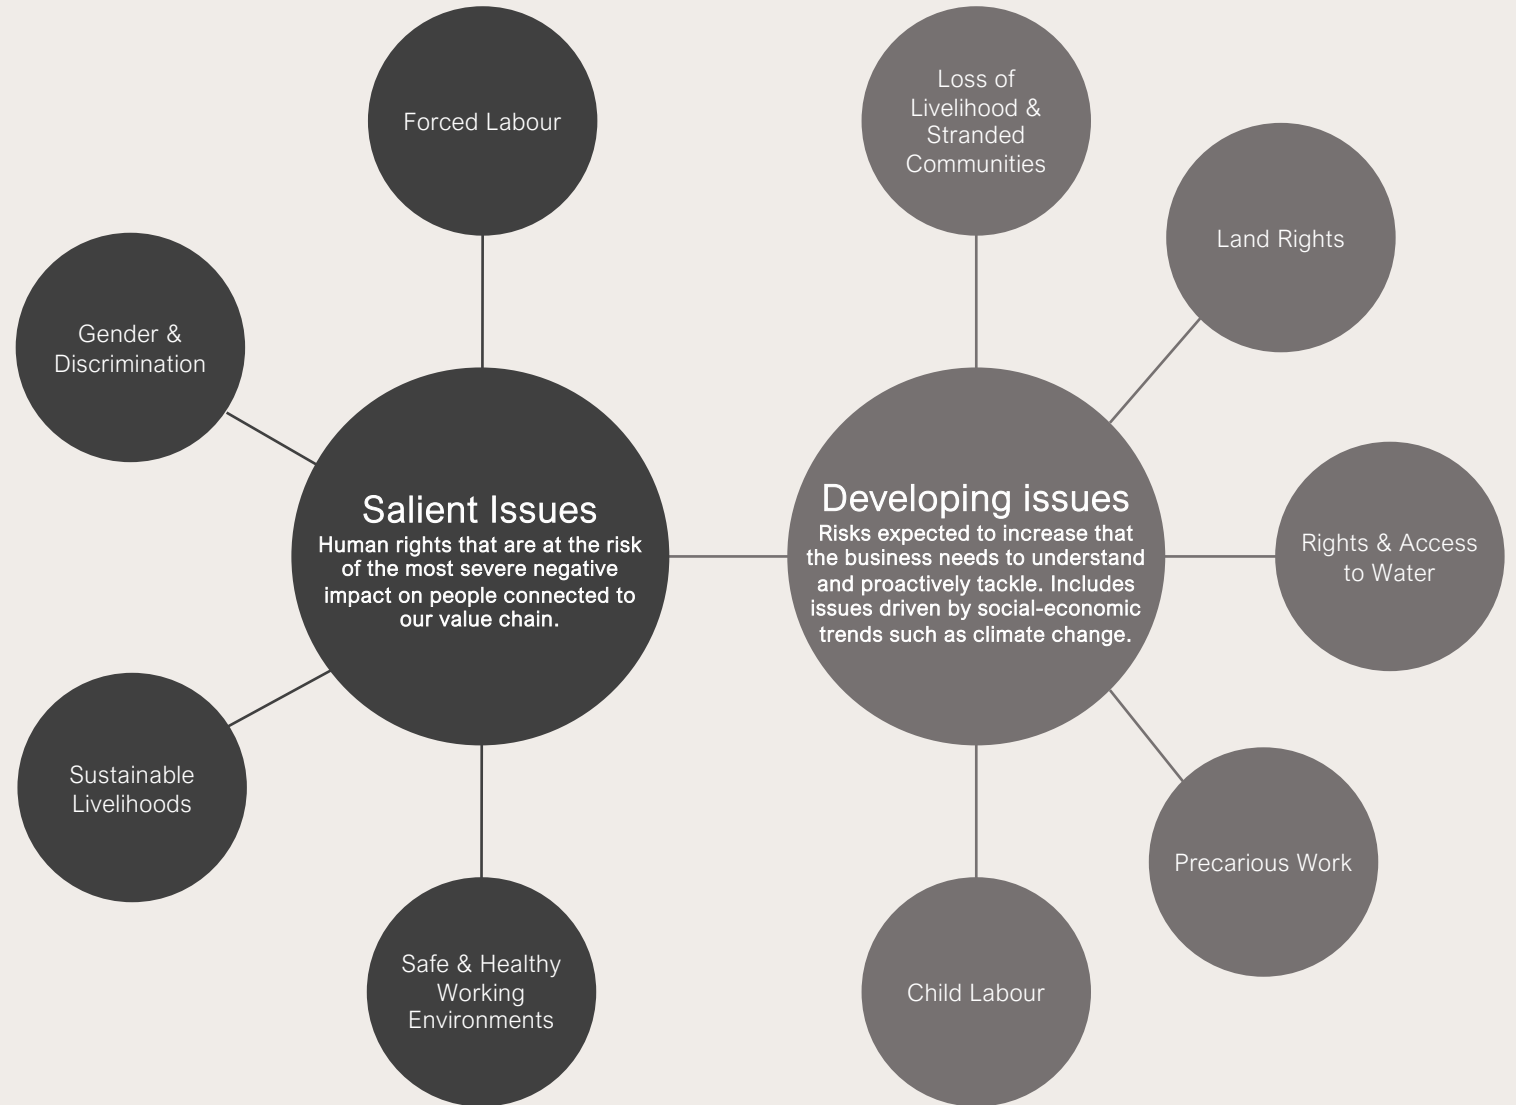 Forced Labour
Gender &
Discrimination
Salient Issues
Human rights that are at the risk
of the most severe negative
impact on people connected to
our value chain.
Sustainable
Livelihoods
Safe & Healthy
Working
Environments
Loss of
Livelihood &
Stranded
Communities
Land Rights
Developing issues
Risks expected to increase that
the business needs to understand
and proactively tackle. Includes
issues driven by social-economic
trends such as climate change.
Rights & Access
to Water
Precarious Work
Child Labour